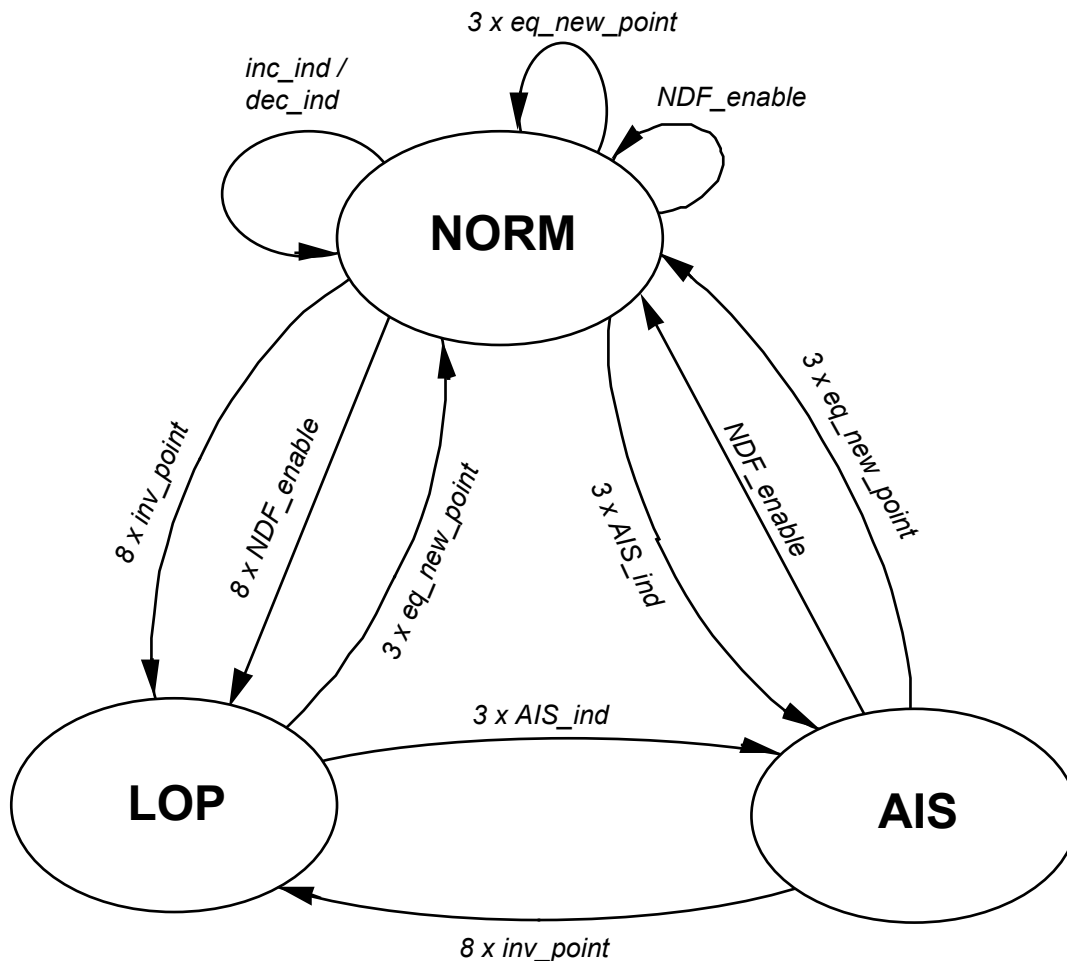 3 x eq_new_point
inc_ind /
dec_ind
NDF_enable
NORM
8 x inv_point
8 x NDF_enable
3 x eq_new_point
3 x AIS_ind
NDF_enable
3 x eq_new_point
3 x AIS_ind
LOP
AIS
8 x inv_point